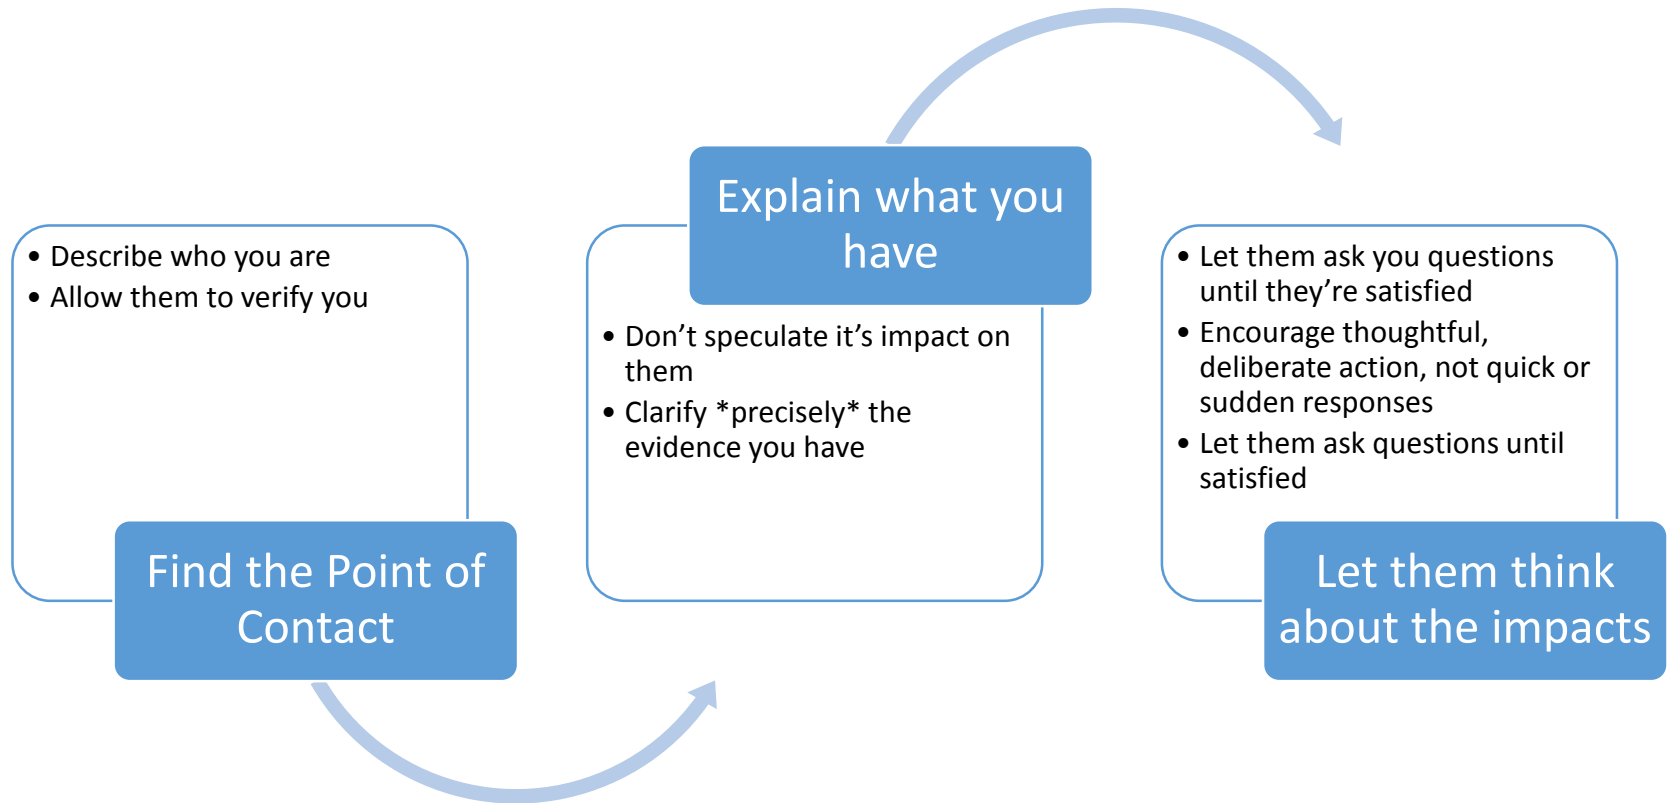 • Describe who you are
• Allow them to verify you
Find the Point of
Contact
Explain what you
have
• Don’t speculate it’s impact on
them
• Clarify *precisely* the
evidence you have
• Let them ask you questions
until they’re satisfied
• Encourage thoughtful,
deliberate action, not quick or
sudden responses
• Let them ask questions until
satisfied
Let them think
about the impacts